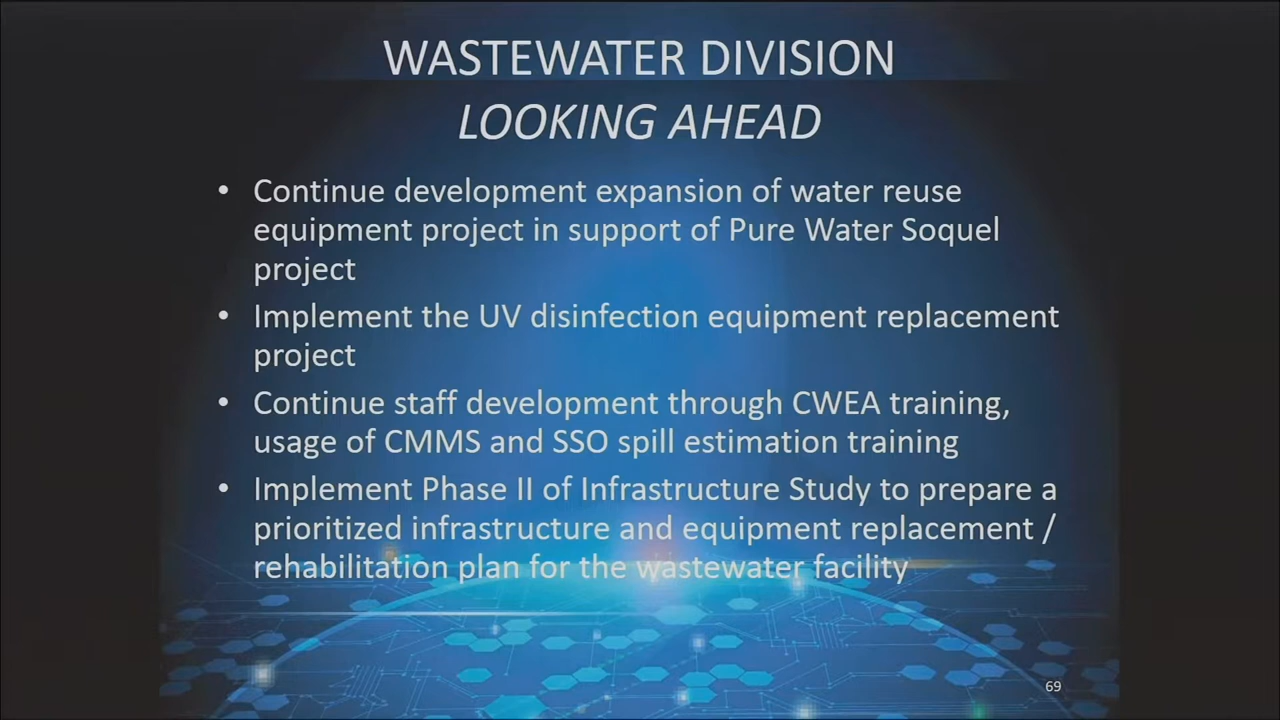 WASTEWATER DIVISION
LOOKING AHEAD
• Continue development expansion of water reuse
equipment project in support of Pure Water Soquel
project
• Implement the UV disinfection equipment replacement
project
• Continue staff development through CWEA training,
usage of CMMS and SSO spill estimation training
• Implement Phase II of Infrastructure Study to prepare a
prioritized infrastructure and equipment replacement /
rehabilitation plan for the wastewater facility
69